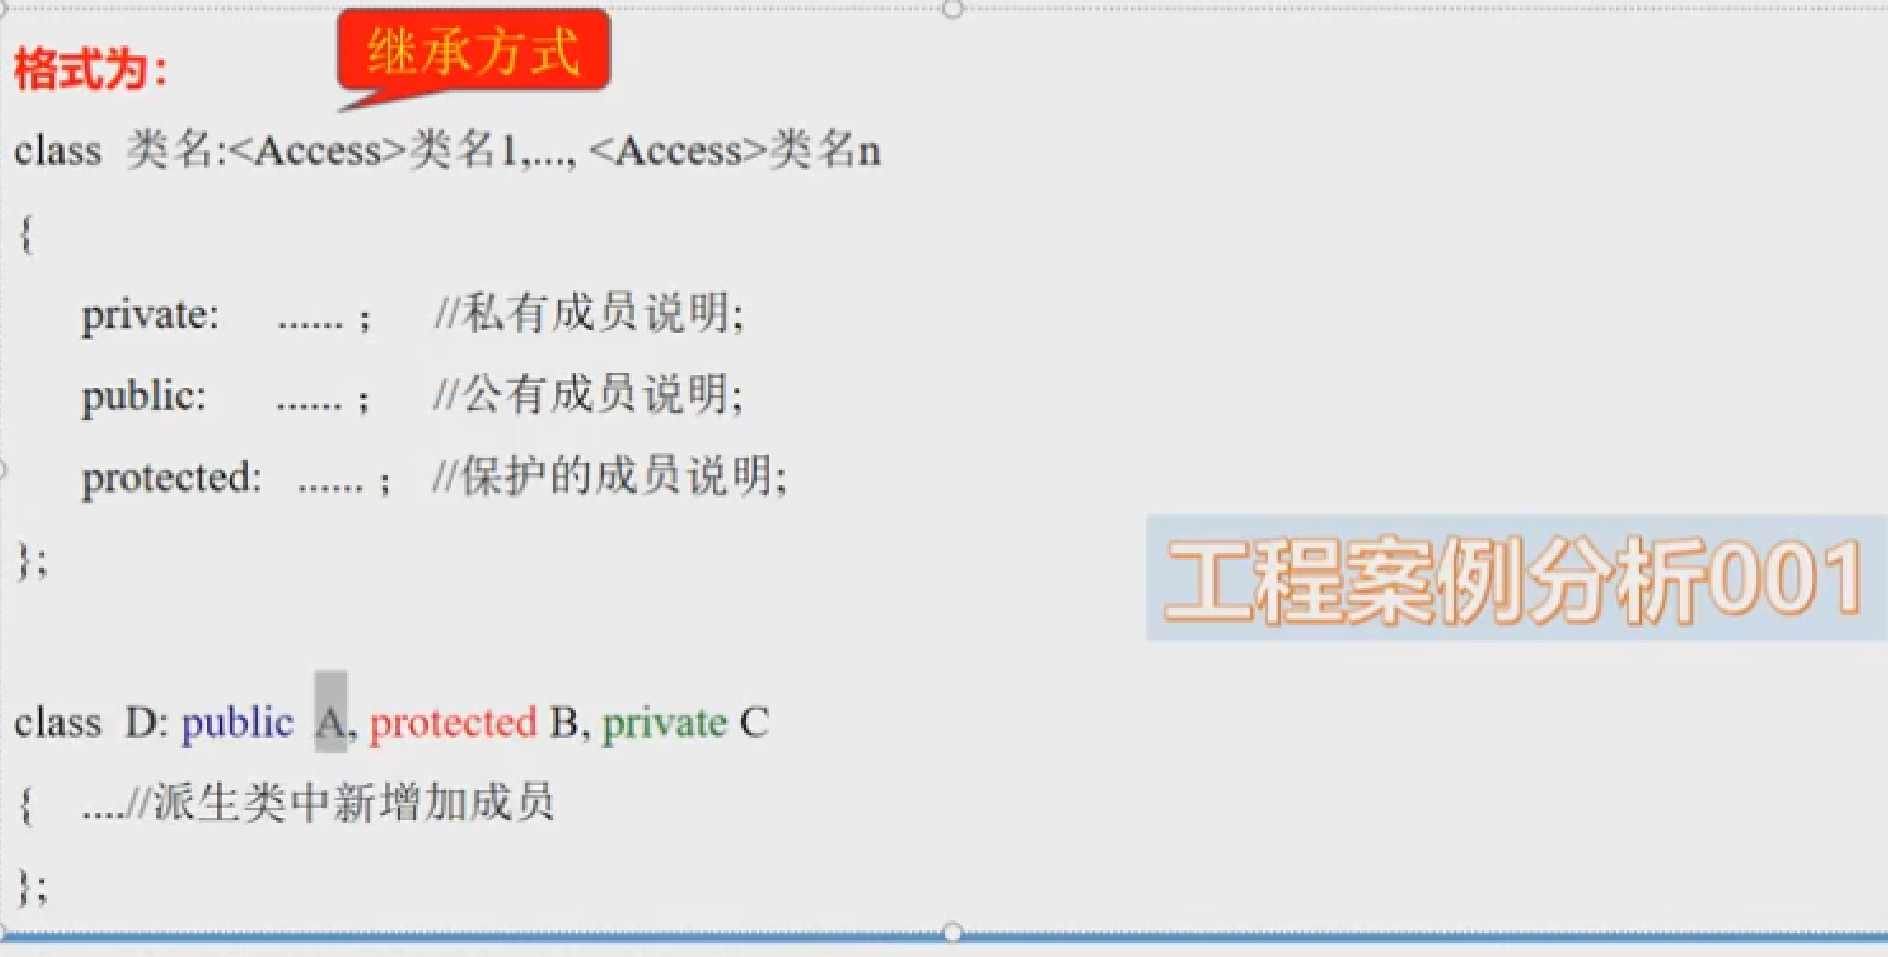 继承方式
格式为：
class 类名:<Access>类名1,..., <Access>类名n
{
private: ...... ; //私有成员说明;
public: ...... ; //公有成员说明;
protected: ...... ; //保护的成员说明;
};
工程案例分析001
class D: public A, protected B, private C
{ ....//派生类中新增加成员
};